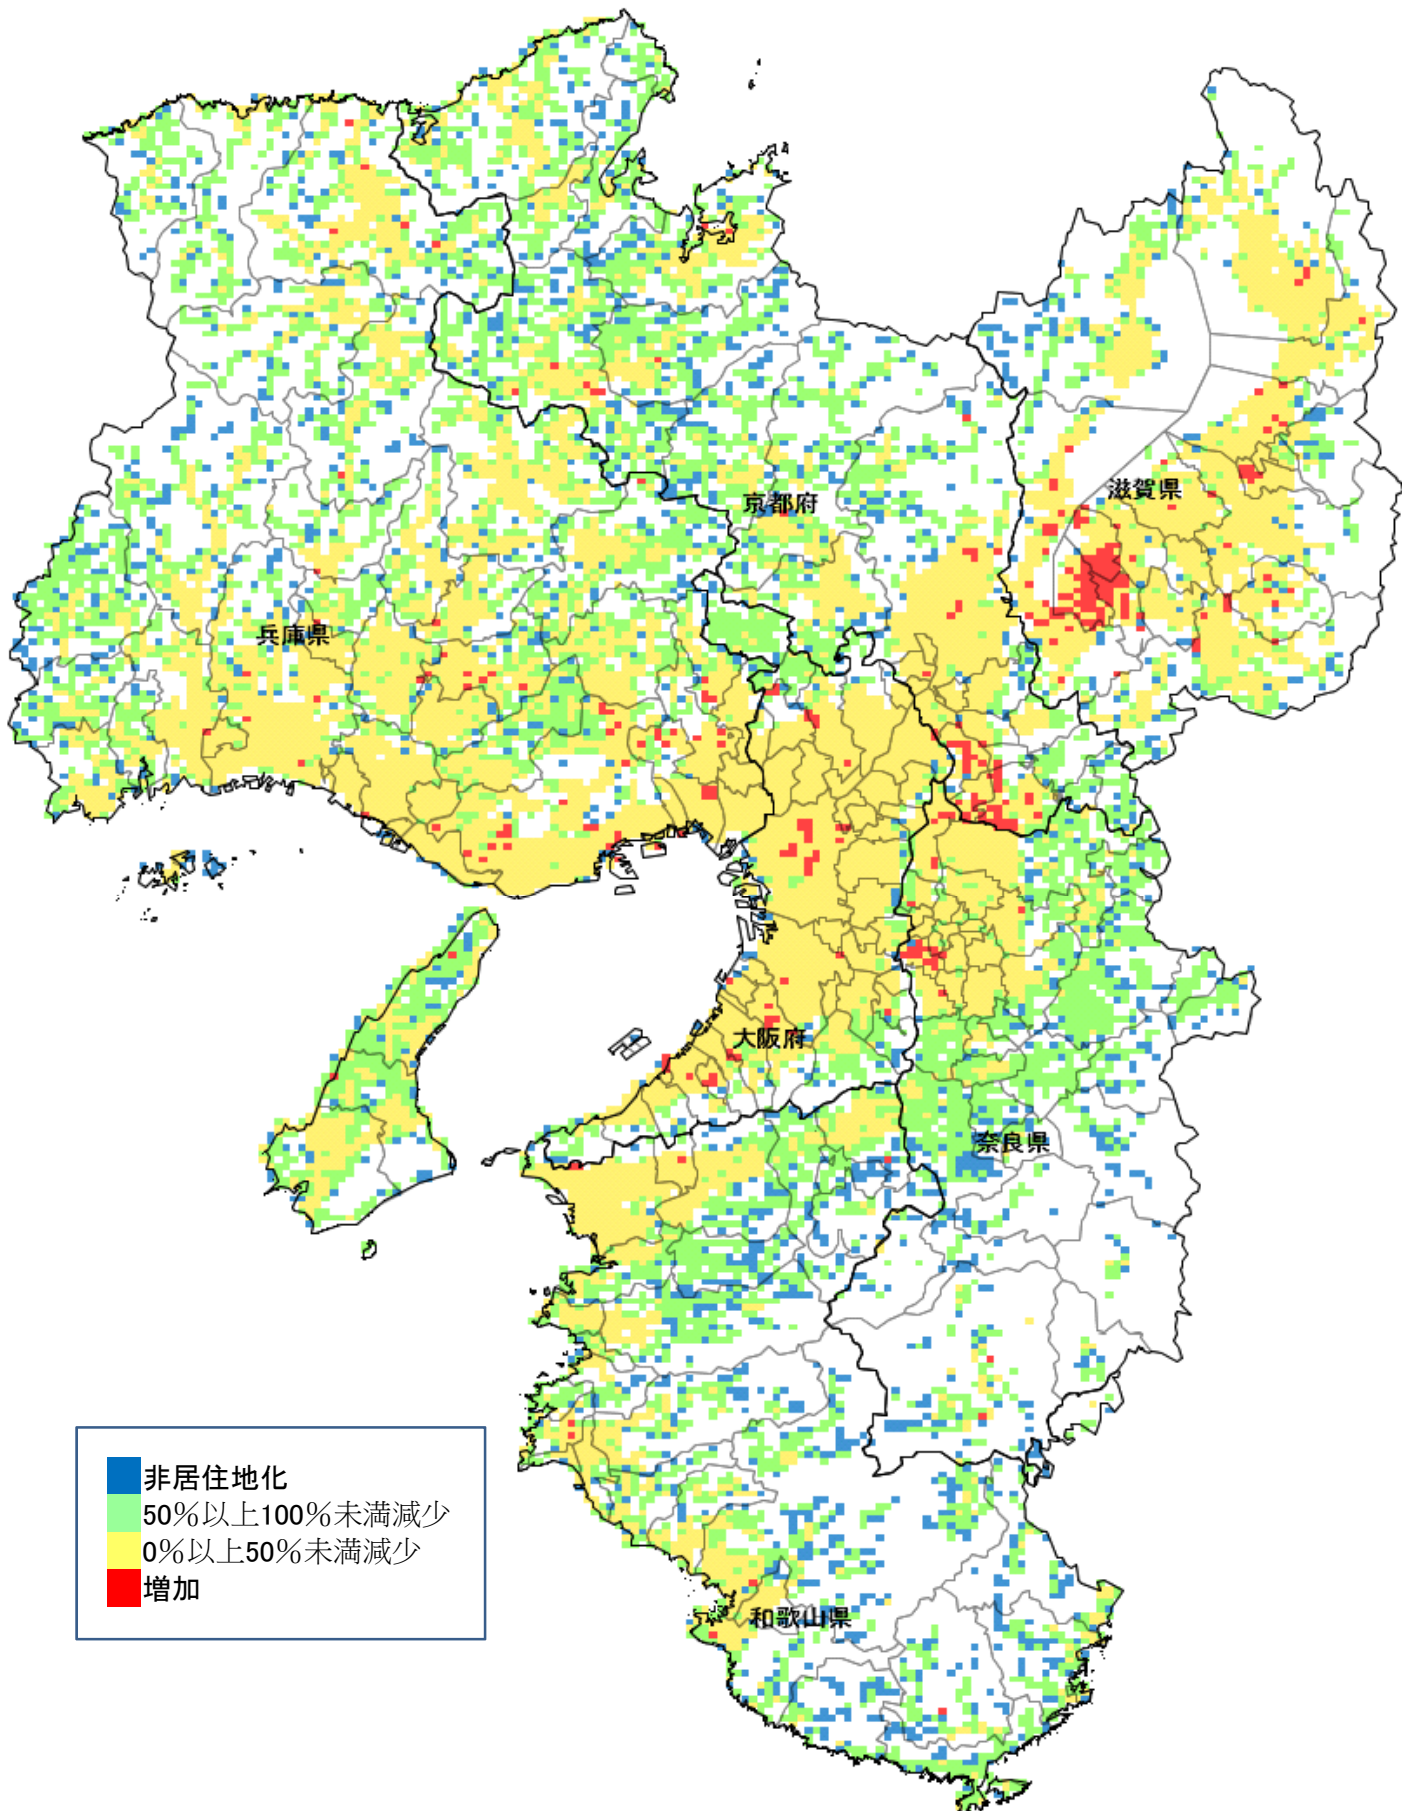 京都府
滋賀県
兵庫県
大阪府
奈良県
和歌山県
非居住地化
50％以上100％未満減少
0％以上50％未満減少
増加